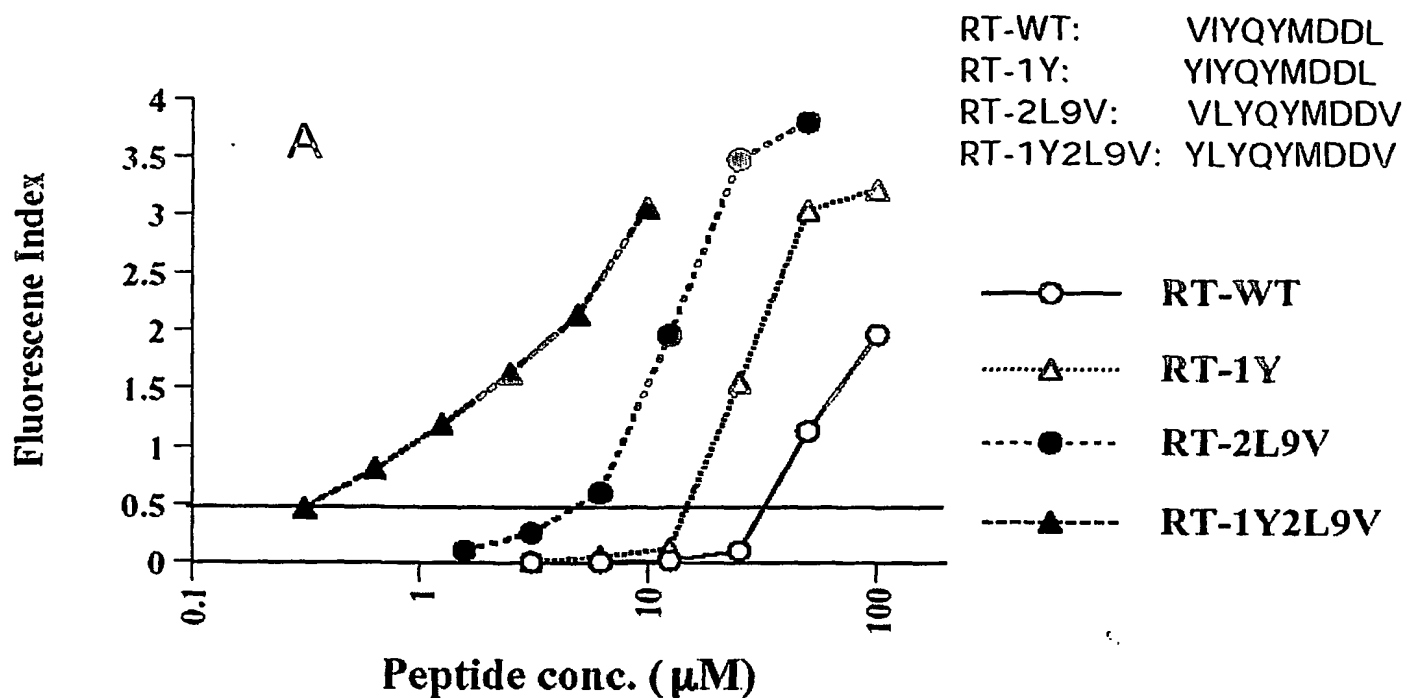 RT-WT: VIYQYMDDL
RT-1Y: YIYQYMDDL
RT-2L9V: VLYQYMDDV
RT-1Y2L9V: YLYQYMDDV
A
Fluorescene Index
4
3.5
3
2.5
2
1.5
1
0.5
0
0.1
1
10
100
Peptide conc. (μM)
RT-WT
RT-1Y
RT-2L9V
RT-1Y2L9V